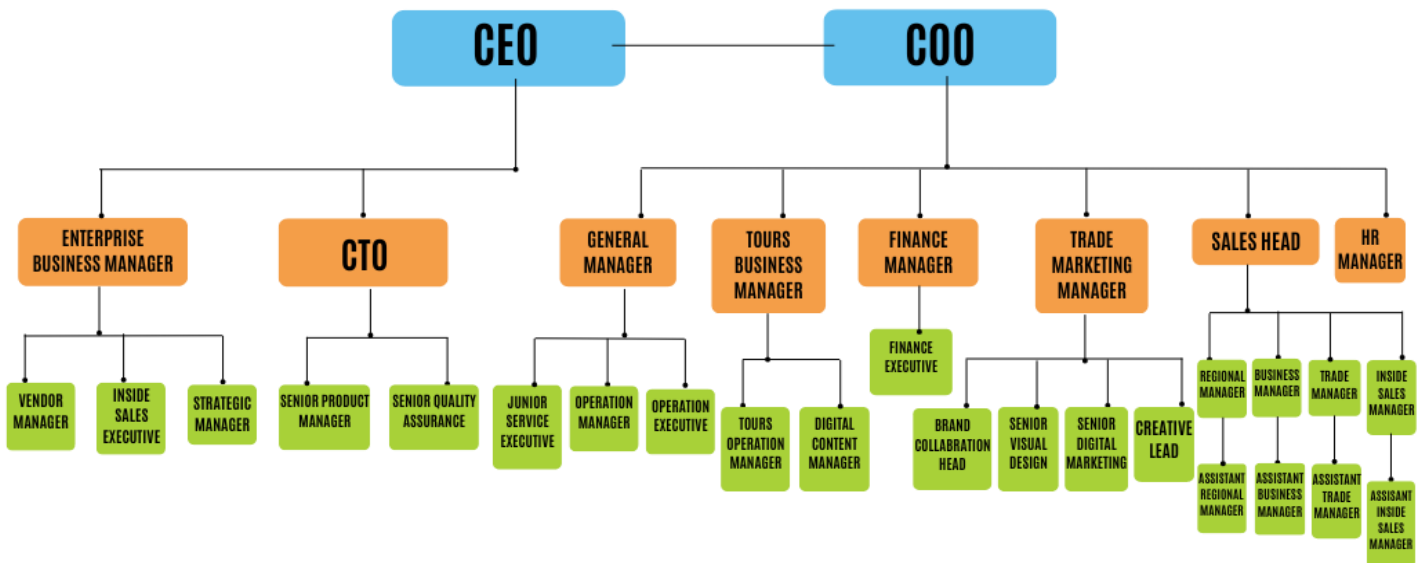 CEO
COO
ENTERPRISE
BUSINESS MANAGER
CTO
GENERAL
MANAGER
TOURS
BUSINESS
MANAGER
FINANCE
MANAGER
TRADE
MARKETING
MANAGER
SALES HEAD
HR
MANAGER
VENDOR
MANAGER
INSIDE
SALES
EXECUTIVE
STRATEGIC
MANAGER
SENIOR PRODUCT
MANAGER
SENIOR QUALITY
ASSURANCE
JUNIOR
SERVICE
EXECUTIVE
OPERATION
MANAGER
OPERATION
EXECUTIVE
TOURS
OPERATION
MANAGER
DIGITAL
CONTENT
MANAGER
FINANCE
EXECUTIVE
BRAND
COLLABRATION
HEAD
SENIOR
VISUAL
DESIGN
SENIOR
DIGITAL
MARKETING
CREATIVE
LEAD
REGIONAL
MANAGER
BUSINESS
MANAGER
TRADE
MANAGER
INSIDE
SALES
MANAGER
ASSISTANT
REGIONAL
MANAGER
ASSISTANT
BUSINESS
MANAGER
ASSISTANT
TRADE
MANAGER
ASSISANT
INSIDE
SALES
MANAGER